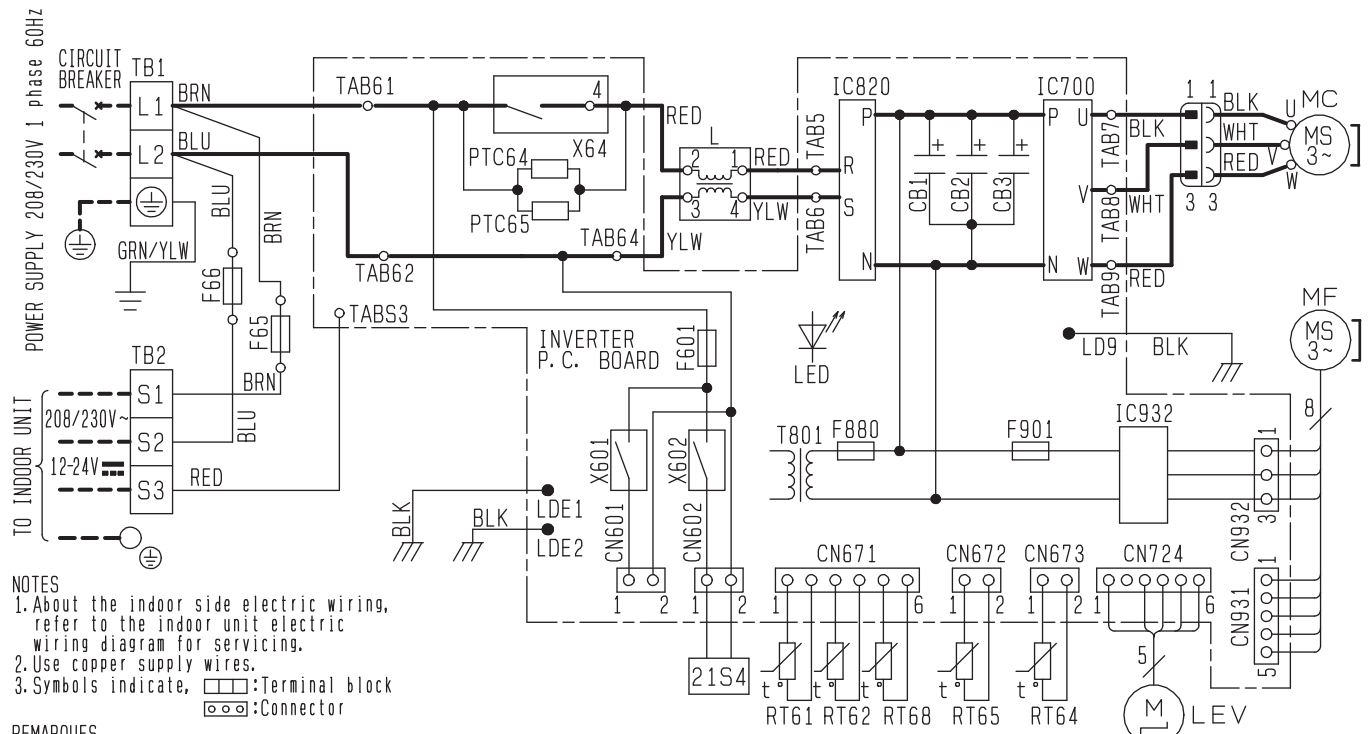 POWER SUPPLY 208/230V 1 phase 60Hz
CIRCUIT
BREAKER
TB1
L1
L2
BRN
BLU
GRN/YLW
BLU
BRN
F66
F65
TAB61
4
X64
PTC64
PTC65
TAB62
TAB64
RED
YLW
L
2
1
3
4
RED
YLW
TAB5
TAB6
IC820
P
R
S
N
CB1
+
CB2
+
CB3
+
IC700
P
U
V
N
W
TAB7
TAB8
TAB9
BLK
WHT
RED
1 1
3 3
BLK
WHT
RED
U
V
W
MC
MS
3~
TABS3
INVERTER
P.C. BOARD
F601
LED
LD9
BLK
MF
MS
3~
8
TB2
S1
S2
S3
BRN
BLU
RED
TO INDOOR UNIT
208/230V~
12-24V
X601
X602
T801
F880
F901
IC932
1
3
CN932
BLK
BLK
LDE1
LDE2
CN601
CN602
1
2
1
2
21S4
CN671
1
6
CN672
1
2
CN673
1
2
CN724
1
6
CN931
1
5
t°
t°
t°
t°
t°
RT61
RT62
RT68
RT65
RT64
5
M
LEV
NOTES
1. About the indoor side electric wiring,
refer to the indoor unit electric
wiring diagram for servicing.
2. Use copper supply wires.
3. Symbols indicate, :Terminal block
:Connector
REMARQUES